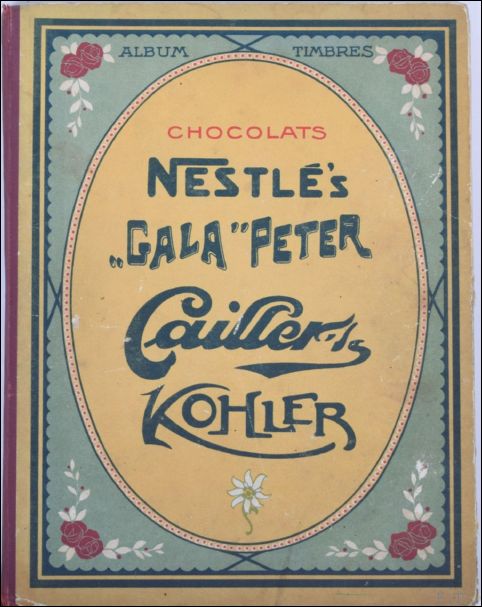 ALBUM TIMBRES
CHOCOLATS
NESTLÉ'S
„GALA" PETER
Cailler's
KOHLER